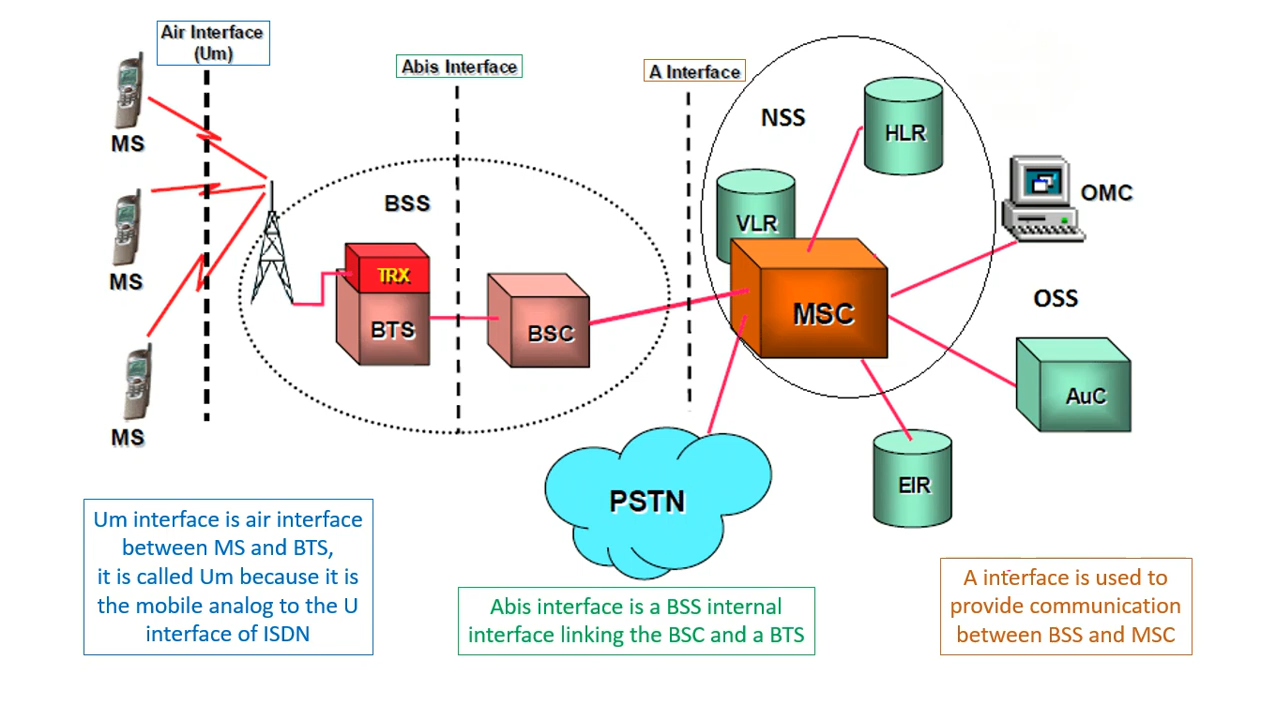 Air Interface
(Um)
Abis Interface
A Interface
MS
MS
MS
BSS
TRX
BTS
BSC
NSS
HLR
VLR
MSC
OMC
OSS
AuC
EIR
PSTN
Um interface is air interface
between MS and BTS,
it is called Um because it is
the mobile analog to the U
interface of ISDN
Abis interface is a BSS internal
interface linking the BSC and a BTS
A interface is used to
provide communication
between BSS and MSC